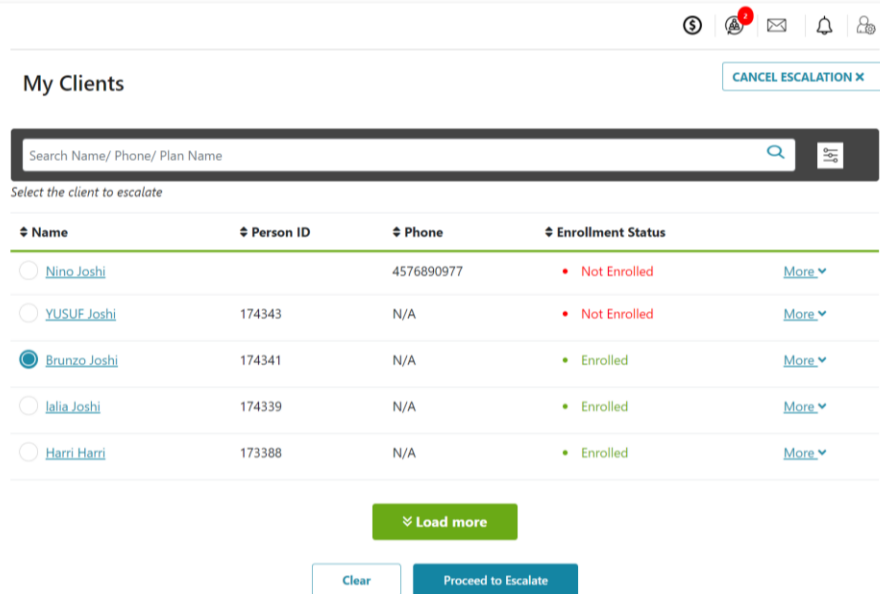 2
My Clients
CANCEL ESCALATION ×
Search Name/ Phone/ Plan Name
Select the client to escalate
Name Person ID Phone Enrollment Status
Nino Joshi 4576890977 Not Enrolled More
YUSUF Joshi 174343 N/A Not Enrolled More
Brunzo Joshi 174341 N/A Enrolled More
lalia Joshi 174339 N/A Enrolled More
Harri Harri 173388 N/A Enrolled More
Load more
Clear Proceed to Escalate